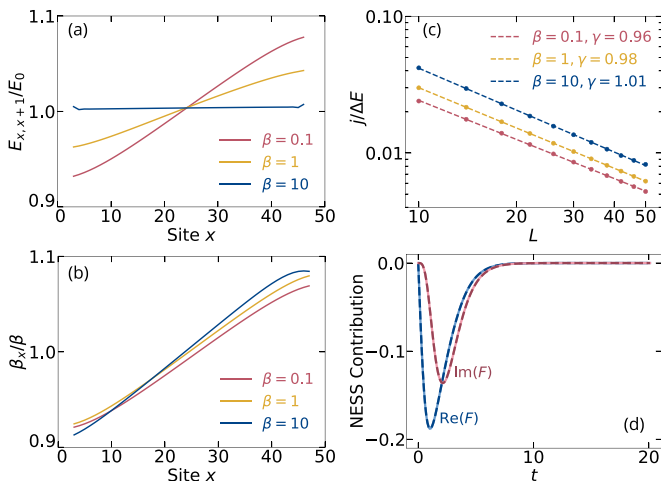 (a)
E_{x,x+1}/E_0
1.1
1.0
0.9
β = 0.1
β = 1
β = 10
0 10 20 30 40 50
Site x
(b)
β_x/β
1.1
1.0
0.9
β = 0.1
β = 1
β = 10
0 10 20 30 40 50
Site x
(c)
j/ΔE
0.10
0.01
β = 0.1, γ = 0.96
β = 1, γ = 0.98
β = 10, γ = 1.01
10 20 30 40 50
L
NESS Contribution
0.0
−0.1
−0.2
Im(F)
Re(F)
(d)
0 10 20
t